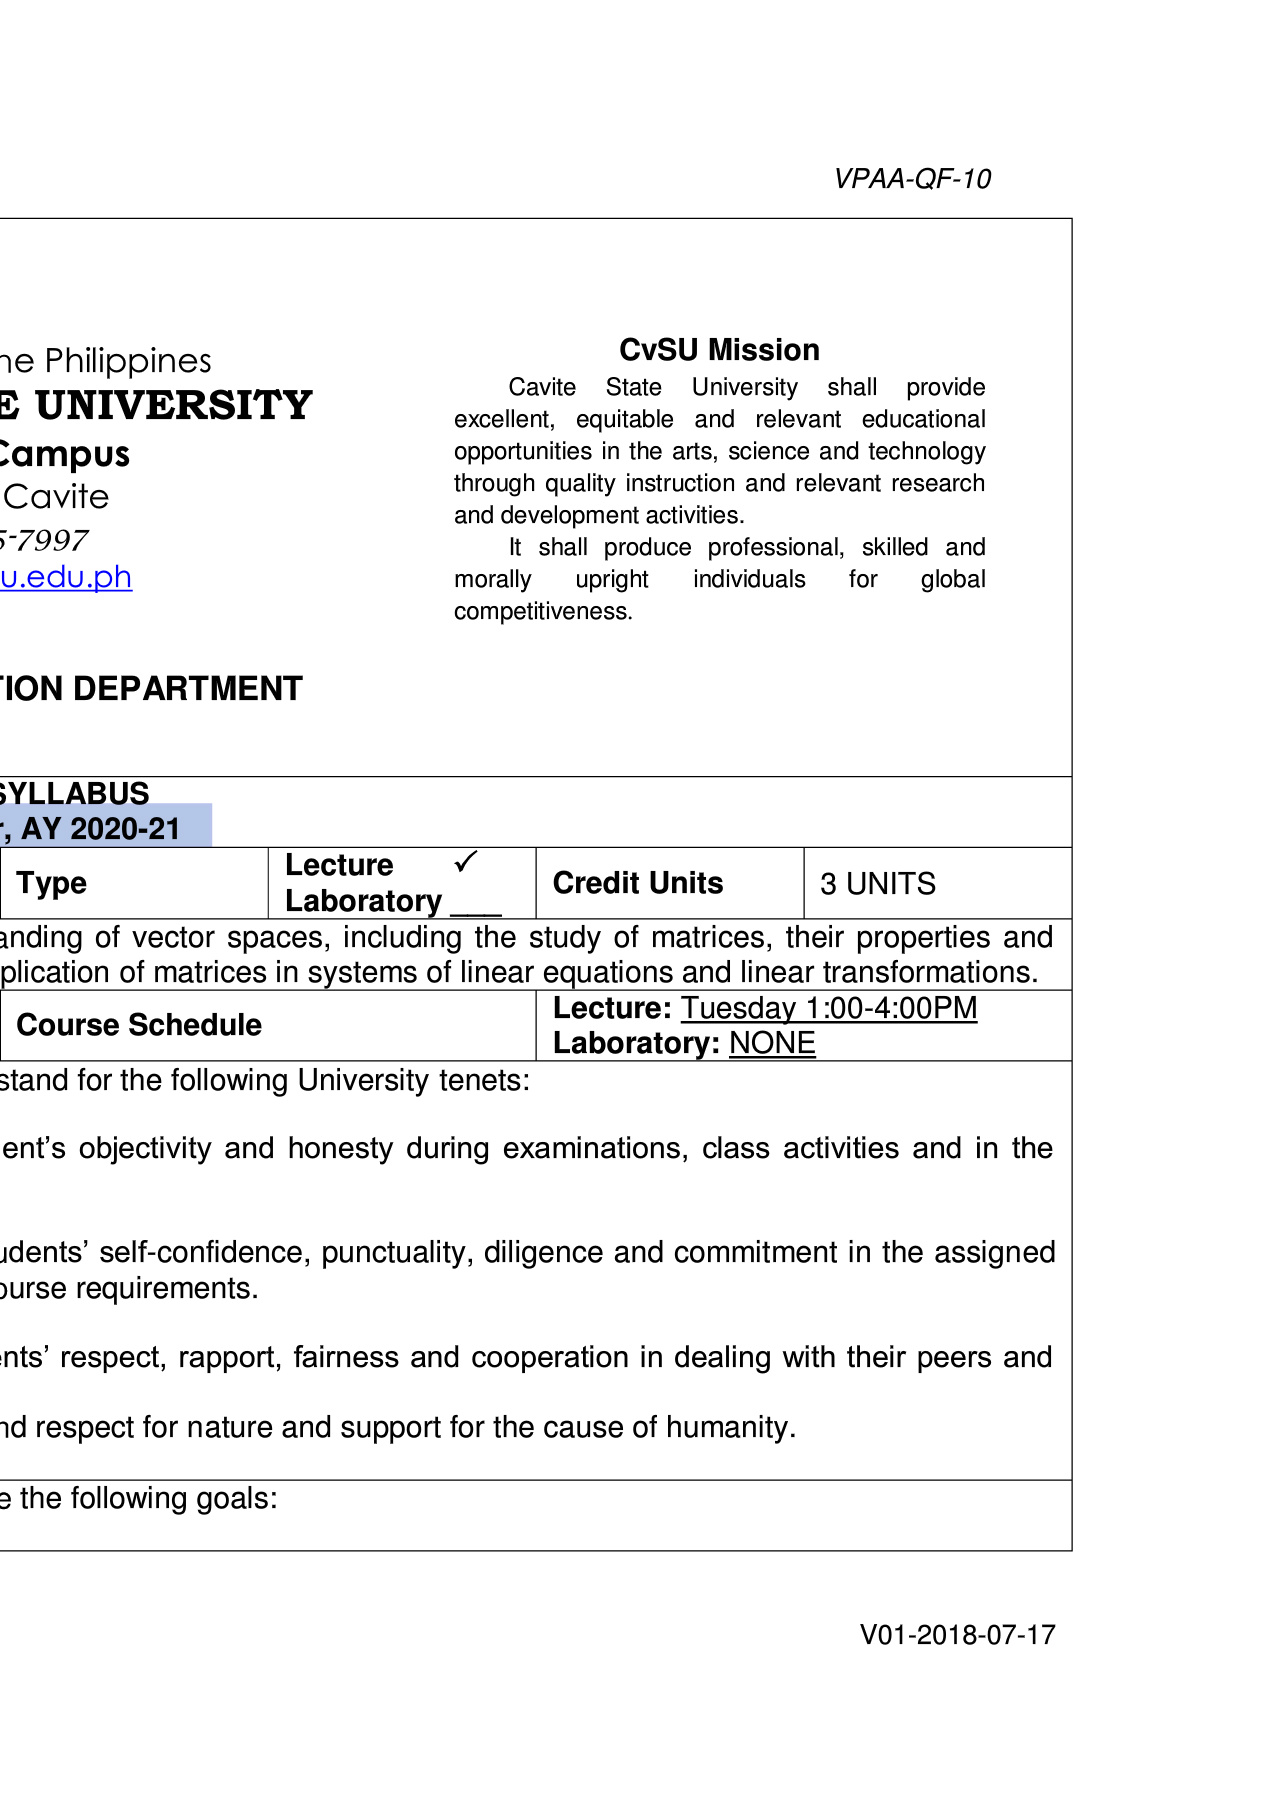 VPAA-QF-10
ne Philippines
E UNIVERSITY
Campus
Cavite
5-7997
u.edu.ph
TION DEPARTMENT
CvSU Mission
Cavite State University shall provide
excellent, equitable and relevant educational
opportunities in the arts, science and technology
through quality instruction and relevant research
and development activities.
It shall produce professional, skilled and
morally upright individuals for global
competitiveness.
SYLLABUS
r, AY 2020-21
Type
Lecture ✓
Laboratory ___
Credit Units
3 UNITS
anding of vector spaces, including the study of matrices, their properties and
plication of matrices in systems of linear equations and linear transformations.
Course Schedule
Lecture: Tuesday 1:00-4:00PM
Laboratory: NONE
stand for the following University tenets:
ent’s objectivity and honesty during examinations, class activities and in the
udents’ self-confidence, punctuality, diligence and commitment in the assigned
ourse requirements.
ents’ respect, rapport, fairness and cooperation in dealing with their peers and
nd respect for nature and support for the cause of humanity.
e the following goals:
V01-2018-07-17